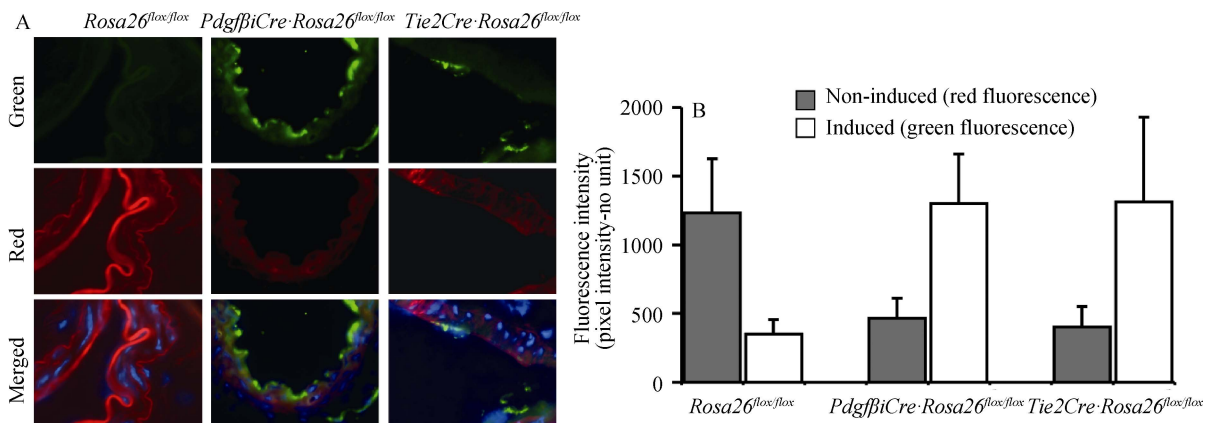 A
Rosa26flox/flox PdgfβiCre·Rosa26flox/flox Tie2Cre·Rosa26flox/flox
Green
Red
Merged
B
Non-induced (red fluorescence)
Induced (green fluorescence)
Fluorescence intensity
(pixel intensity-no unit)
2000
1500
1000
500
0
Rosa26flox/flox PdgfβiCre·Rosa26flox/flox Tie2Cre·Rosa26flox/flox